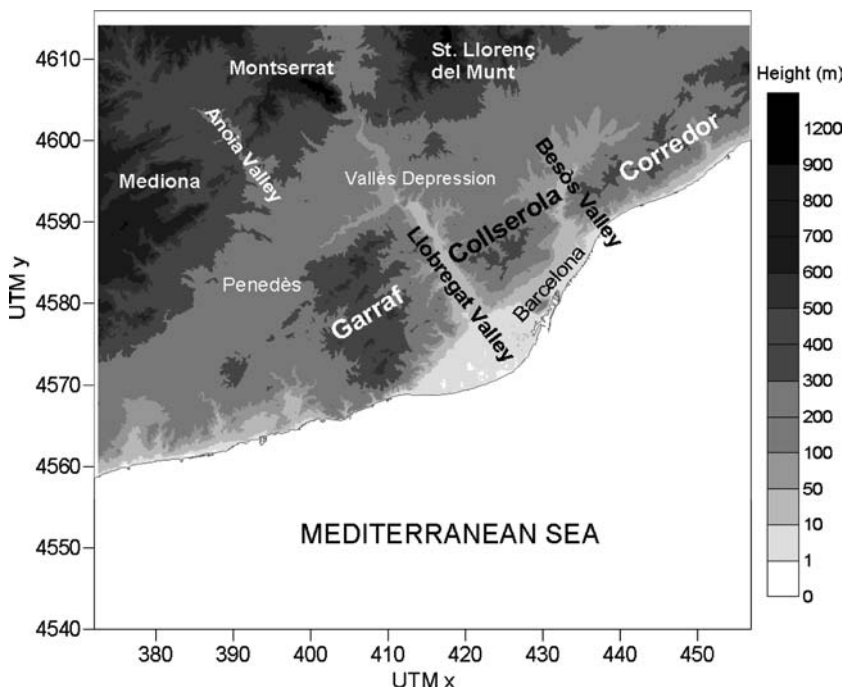 4610
4600
4590
4580
4570
4560
4550
4540
UTM y
380
390
400
410
420
430
440
450
UTM x
Montserrat
St. Llorenç
del Munt
Anoia Valley
Mediona
Vallès Depression
Besòs Valley
Corredor
Collserola
Llobregat Valley
Penedès
Garraf
Barcelona
MEDITERRANEAN SEA
Height (m)
1200
900
800
700
600
500
400
300
200
100
50
10
1
0